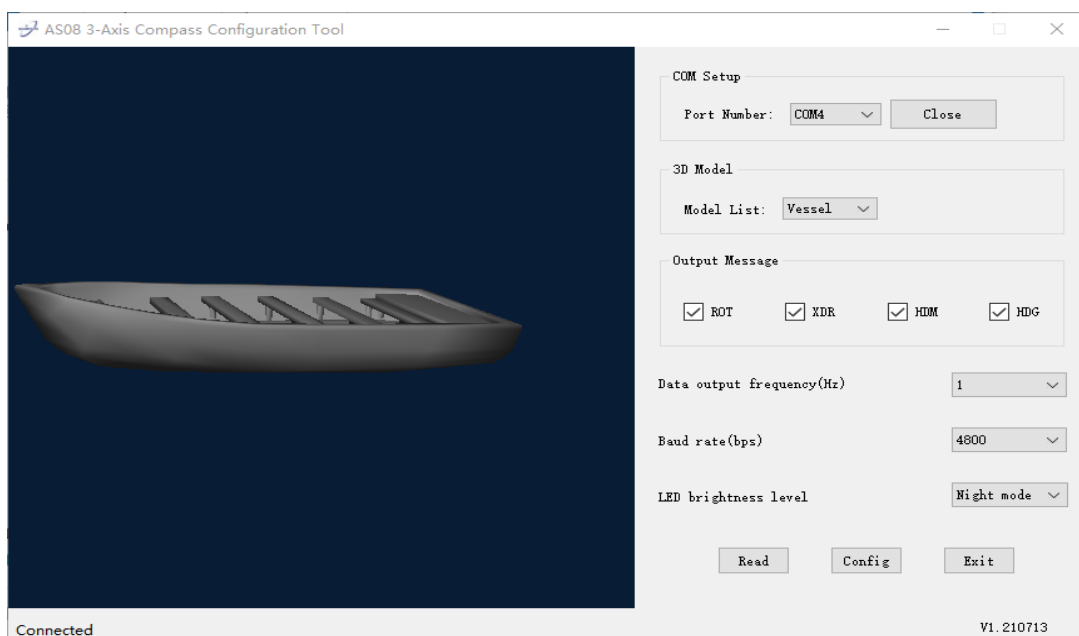 AS08 3-Axis Compass Configuration Tool
COM Setup
Port Number: COM4 Close
3D Model
Model List: Vessel
Output Message
ROT XDR HDM HDG
Data output frequency(Hz) 1
Baud rate(bps) 4800
LED brightness level Night mode
Read Config Exit
Connected V1.210713